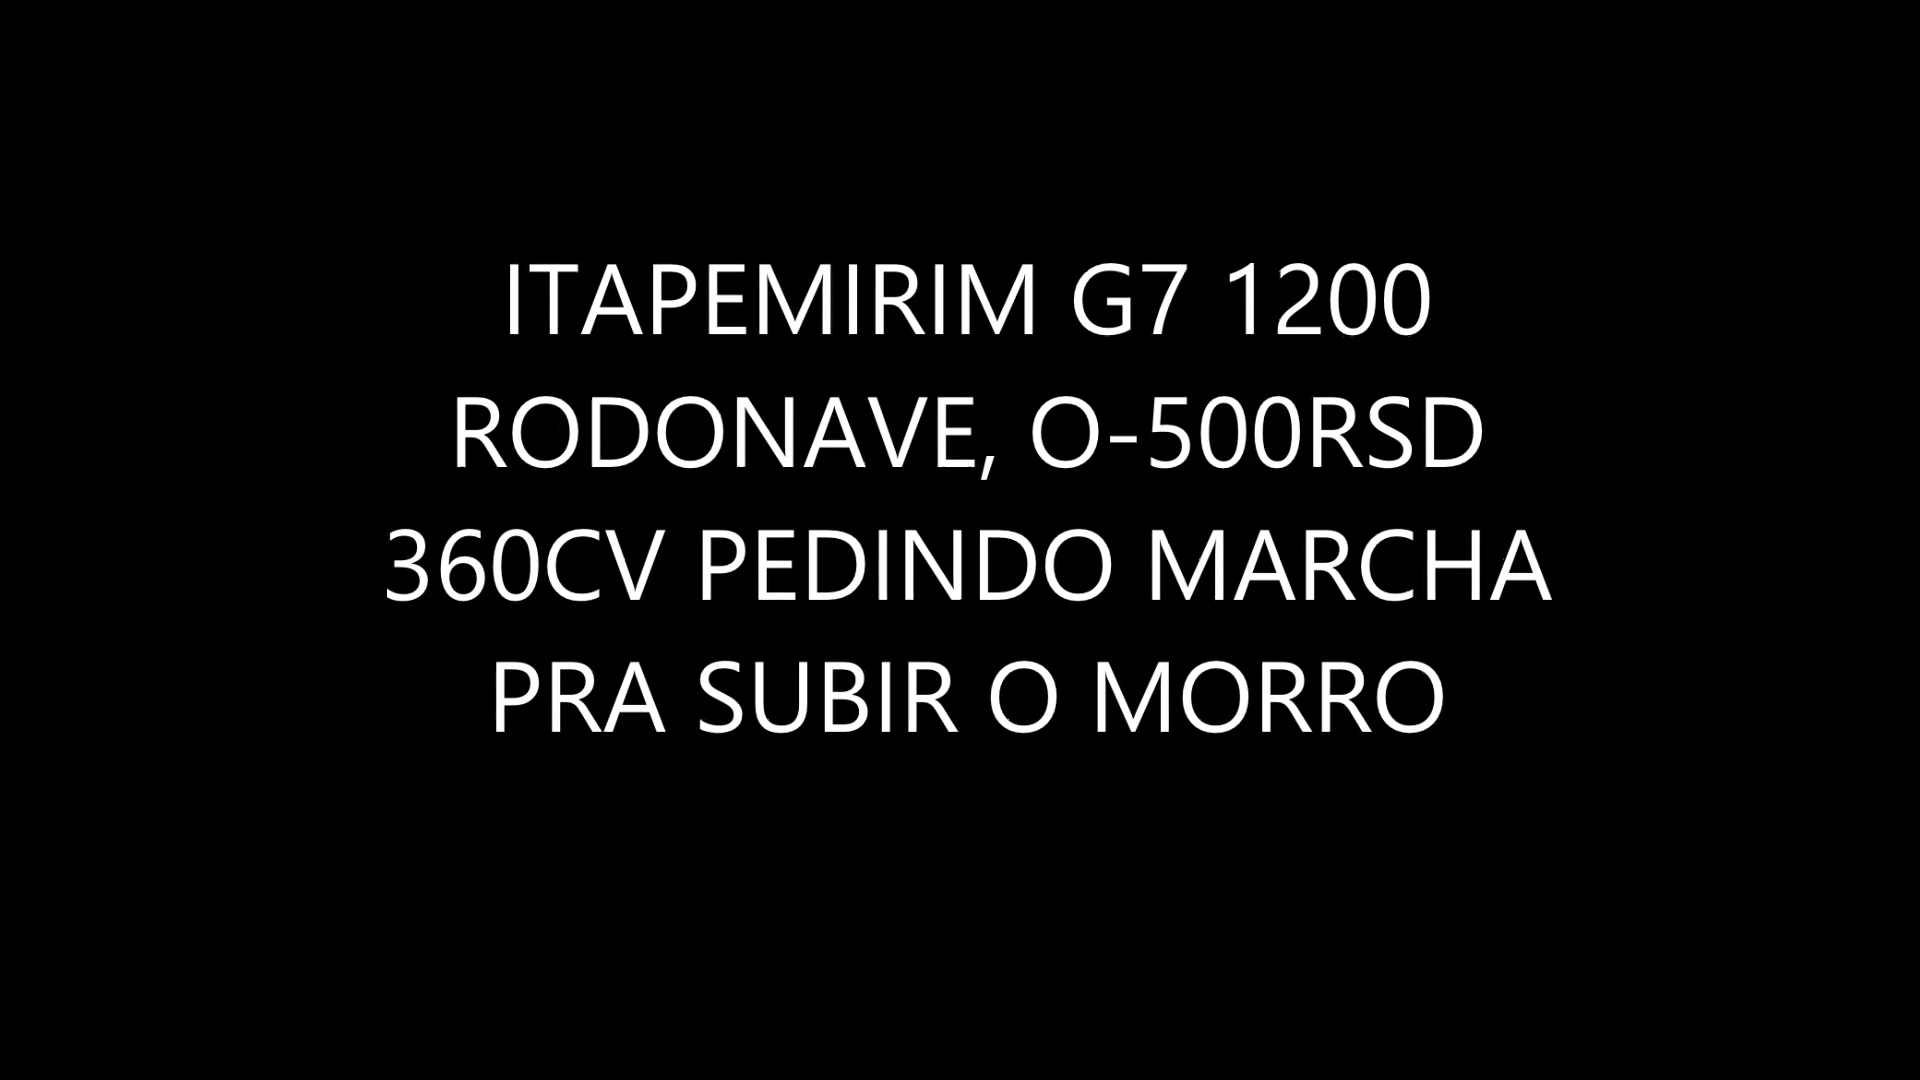 ITAPEMIRIM G7 1200
RODONAVE, O-500RSD
360CV PEDINDO MARCHA
PRA SUBIR O MORRO